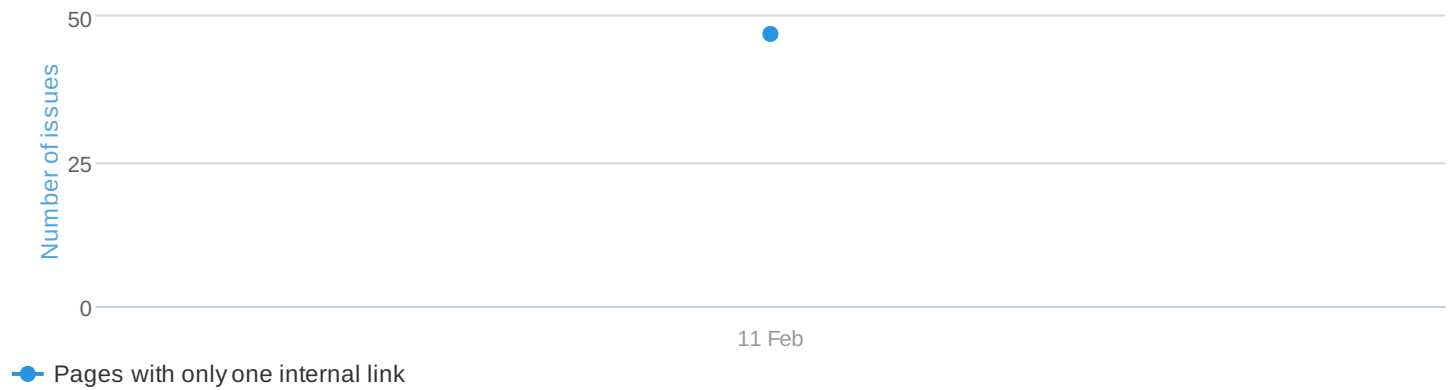 50
Number of issues
25
0
11 Feb
Pages with only one internal link